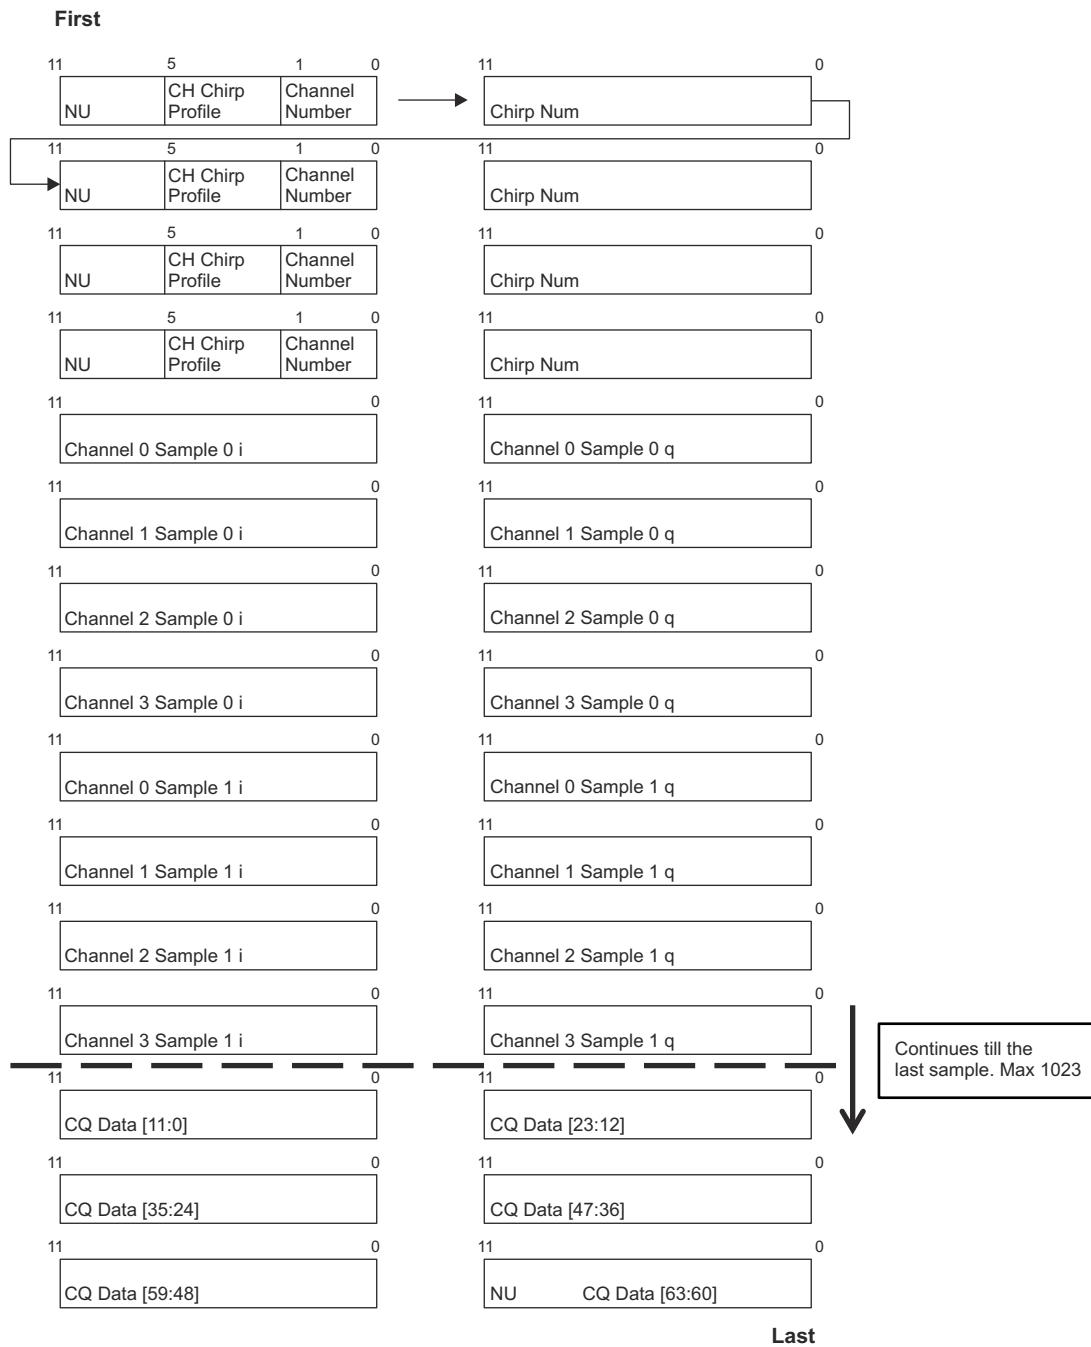 First
11 5 1 0 11 0
NU CH Chirp Profile Channel Number Chirp Num
11 5 1 0 11 0
NU CH Chirp Profile Channel Number Chirp Num
11 5 1 0 11 0
NU CH Chirp Profile Channel Number Chirp Num
11 5 1 0 11 0
NU CH Chirp Profile Channel Number Chirp Num
11 0 11 0
Channel 0 Sample 0 i Channel 0 Sample 0 q
11 0 11 0
Channel 1 Sample 0 i Channel 1 Sample 0 q
11 0 11 0
Channel 2 Sample 0 i Channel 2 Sample 0 q
11 0 11 0
Channel 3 Sample 0 i Channel 3 Sample 0 q
11 0 11 0
Channel 0 Sample 1 i Channel 0 Sample 1 q
11 0 11 0
Channel 1 Sample 1 i Channel 1 Sample 1 q
11 0 11 0
Channel 2 Sample 1 i Channel 2 Sample 1 q
11 0 11 0
Channel 3 Sample 1 i Channel 3 Sample 1 q
Continues till the
last sample. Max 1023
11 0 11 0
CQ Data [11:0] CQ Data [23:12]
11 0 11 0
CQ Data [35:24] CQ Data [47:36]
11 0 11 0
CQ Data [59:48] NU CQ Data [63:60]
Last